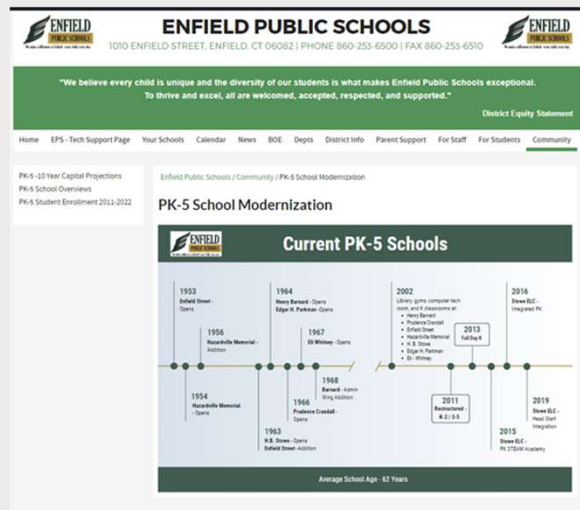 ENFIELD
PUBLIC SCHOOLS
ENFIELD PUBLIC SCHOOLS
1010 ENFIELD STREET, ENFIELD, CT 06082 | PHONE 860-253-6500 | FAX 860-253-6510
ENFIELD
PUBLIC SCHOOLS
"We believe every child is unique and the diversity of our students is what makes Enfield Public Schools exceptional.
To thrive and excel, all are welcomed, accepted, respected, and supported."
District Equity Statement
Home EPS - Tech Support Page Your Schools Calendar News BOE Depts District Info Parent Support For Staff For Students Community
PK-5 -10 Year Capital Projections
PK-5 School Overviews
PK-5 Student Enrollment 2011-2022
Enfield Public Schools / Community / PK-5 School Modernization
PK-5 School Modernization
ENFIELD
PUBLIC SCHOOLS
Current PK-5 Schools
1953
Enfield Street -
Opens
1956
Hazardville Memorial -
Addition
1964
Henry Barnard - Opens
Edgar H. Parkman - Opens
1967
Eli Whitney - Opens
2002
Library, gyms, computer tech
room, and K classrooms at:
• Henry Barnard
• Prudence Crandall
• Enfield Street
• Hazardville Memorial
• H. B. Stowe
• Edgar H. Parkman
• Eli - Whitney
2013
Full Day K
2016
Stowe ELC -
Integrated PK
1954
Hazardville Memorial
- Opens
1963
H.B. Stowe - Opens
Enfield Street -Addition
1966
Prudence Crandall -
Opens
1968
Barnard - Admin
Wing Addition
2011
Restructured -
K-2 / 3-5
2015
Stowe ELC -
PK STEAM Academy
2019
Stowe ELC -
Head Start
Integration
Average School Age - 62 Years